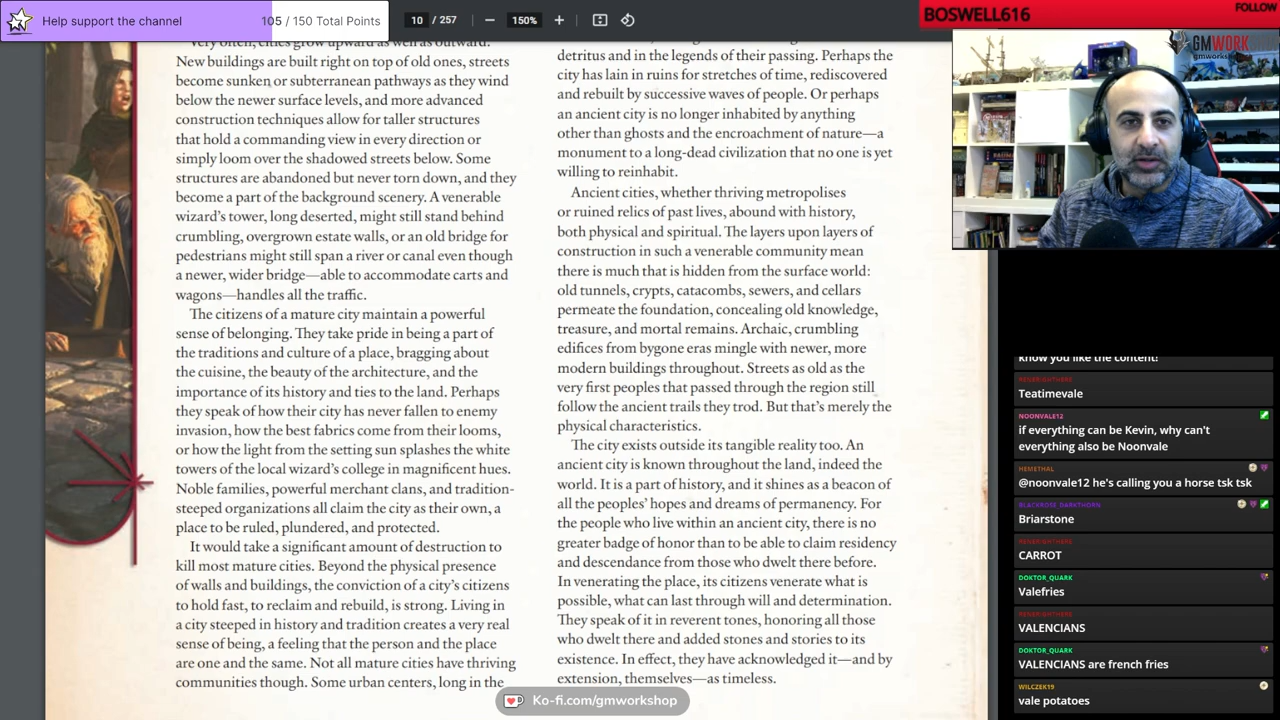 Help support the channel
105 / 150 Total Points
10 / 257
150%
BOSWELL616
FOLLOW
GMWORK
Very often, cities grow upward as well as outward.
New buildings are built right on top of old ones, streets
become sunken or subterranean pathways as they wind
below the newer surface levels, and more advanced
construction techniques allow for taller structures
that hold a commanding view in every direction or
simply loom over the shadowed streets below. Some
structures are abandoned but never torn down, and they
become a part of the background scenery. A venerable
wizard's tower, long deserted, might still stand behind
crumbling, overgrown estate walls, or an old bridge for
pedestrians might still span a river or canal even though
a newer, wider bridge—able to accommodate carts and
wagons—handles all the traffic.
The citizens of a mature city maintain a powerful
sense of belonging. They take pride in being a part of
the traditions and culture of a place, bragging about
the cuisine, the beauty of the architecture, and the
importance of its history and ties to the land. Perhaps
they speak of how their city has never fallen to enemy
invasion, how the best fabrics come from their looms,
or how the light from the setting sun splashes the white
towers of the local wizard's college in magnificent hues.
Noble families, powerful merchant clans, and tradition-
steeped organizations all claim the city as their own, a
place to be ruled, plundered, and protected.
It would take a significant amount of destruction to
kill most mature cities. Beyond the physical presence
of walls and buildings, the conviction of a city's citizens
to hold fast, to reclaim and rebuild, is strong. Living in
a city steeped in history and tradition creates a very real
sense of being, a feeling that the person and the place
are one and the same. Not all mature cities have thriving
communities though. Some urban centers, long in the
detritus and in the legends of their passing. Perhaps the
city has lain in ruins for stretches of time, rediscovered
and rebuilt by successive waves of people. Or perhaps
an ancient city is no longer inhabited by anything
other than ghosts and the encroachment of nature—a
monument to a long-dead civilization that no one is yet
willing to reinhabit.
Ancient cities, whether thriving metropolises
or ruined relics of past lives, abound with history,
both physical and spiritual. The layers upon layers of
construction in such a venerable community mean
there is much that is hidden from the surface world:
old tunnels, crypts, catacombs, sewers, and cellars
permeate the foundation, concealing old knowledge,
treasure, and mortal remains. Archaic, crumbling
edifices from bygone eras mingle with newer, more
modern buildings throughout. Streets as old as the
very first peoples that passed through the region still
follow the ancient trails they trod. But that's merely the
physical characteristics.
The city exists outside its tangible reality too. An
ancient city is known throughout the land, indeed the
world. It is a part of history, and it shines as a beacon of
all the peoples' hopes and dreams of permanency. For
the people who live within an ancient city, there is no
greater badge of honor than to be able to claim residency
and descendance from those who dwelt there before.
In venerating the place, its citizens venerate what is
possible, what can last through will and determination.
They speak of it in reverent tones, honoring all those
who dwelt there and added stones and stories to its
existence. In effect, they have acknowledged it—and by
extension, themselves—as timeless.
know you like the content!
Teatimevale
NOONVALE12
if everything can be Kevin, why can't
everything also be Noonvale
HEMETHAL
@noonvale12 he's calling you a horse tsk tsk
BLACKROSE_DARKTHORN
Briarstone
CARROT
DOKTOR_QUARK
Valefries
VALENCIANS
DOKTOR_QUARK
VALENCIANS are french fries
WILCZEK19
vale potatoes
Ko-fi.com/gmworkshop